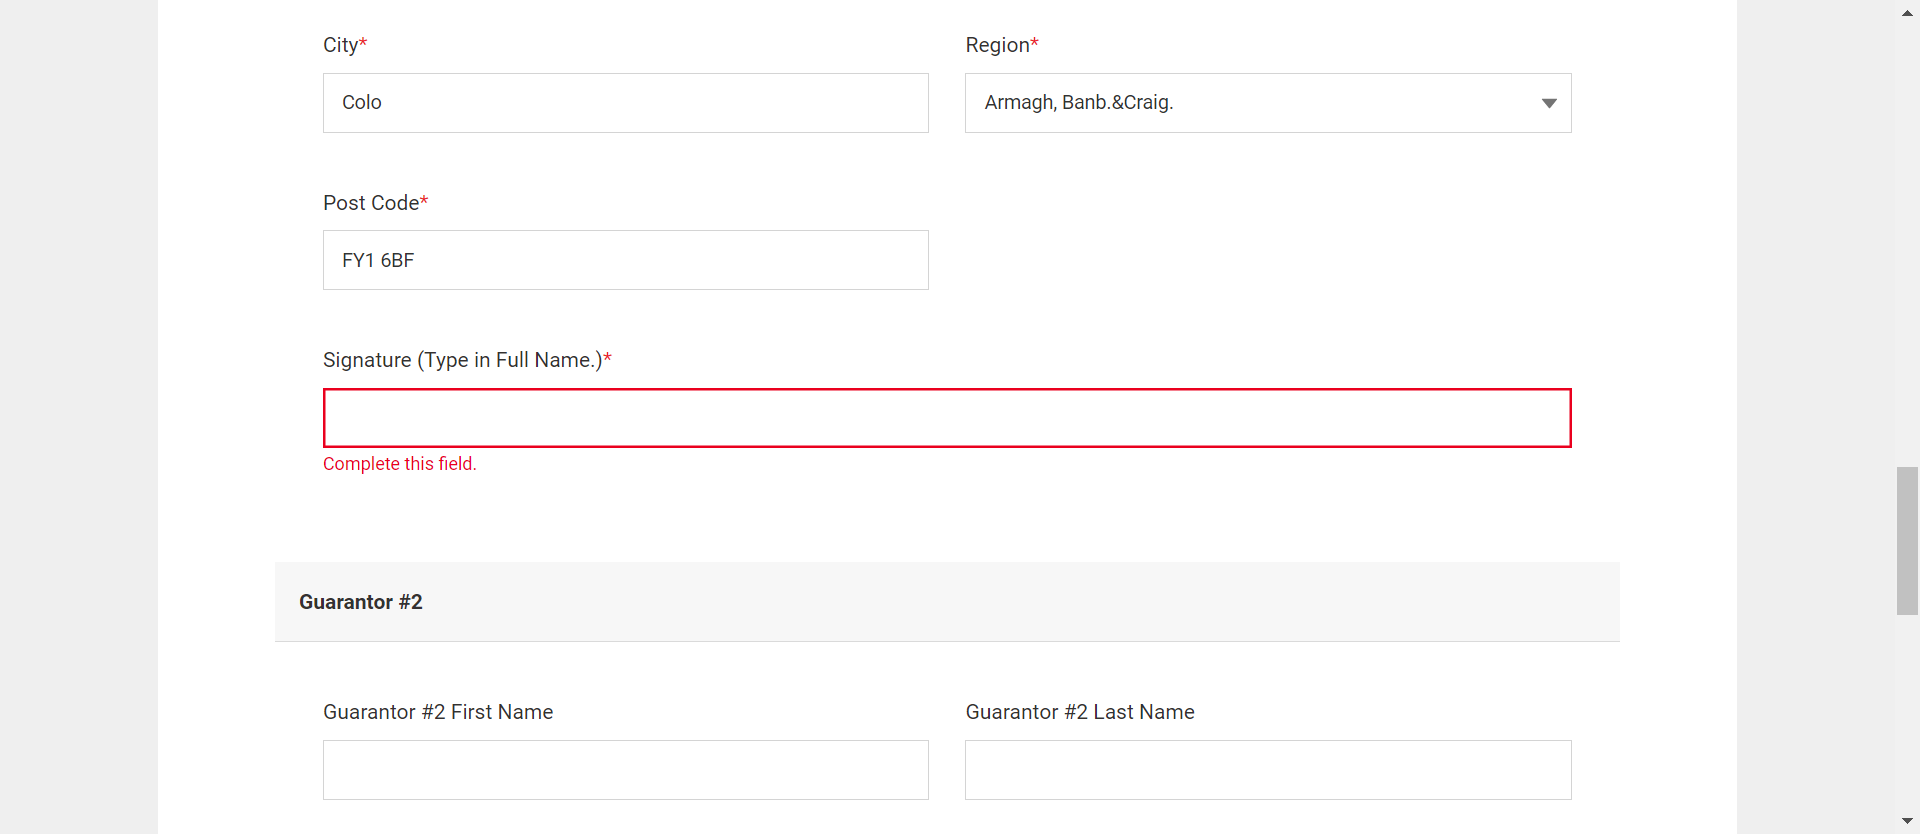 City*
Region*
Colo
Armagh, Banb.&Craig.
Post Code*
FY1 6BF
Signature (Type in Full Name.)*
Complete this field.
Guarantor #2
Guarantor #2 First Name
Guarantor #2 Last Name